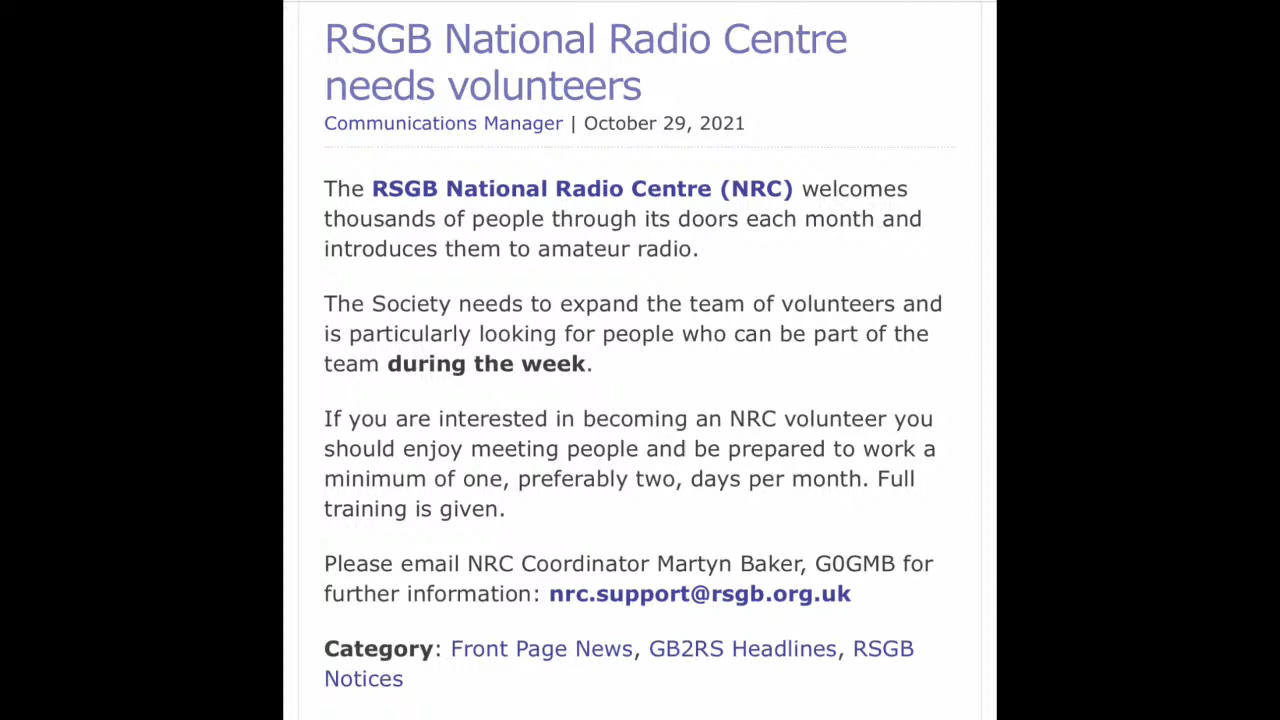 RSGB National Radio Centre
needs volunteers
Communications Manager | October 29, 2021
The RSGB National Radio Centre (NRC) welcomes
thousands of people through its doors each month and
introduces them to amateur radio.
The Society needs to expand the team of volunteers and
is particularly looking for people who can be part of the
team during the week.
If you are interested in becoming an NRC volunteer you
should enjoy meeting people and be prepared to work a
minimum of one, preferably two, days per month. Full
training is given.
Please email NRC Coordinator Martyn Baker, G0GMB for
further information: nrc.support@rsgb.org.uk
Category: Front Page News, GB2RS Headlines, RSGB
Notices